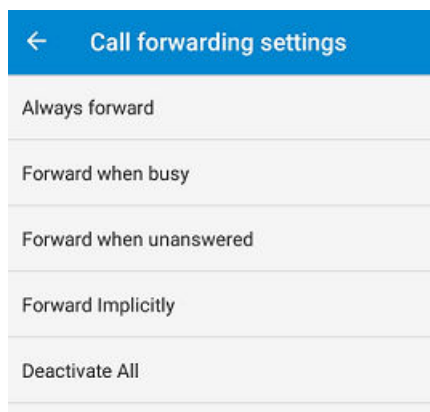 Call forwarding settings
Always forward
Forward when busy
Forward when unanswered
Forward Implicitly
Deactivate All